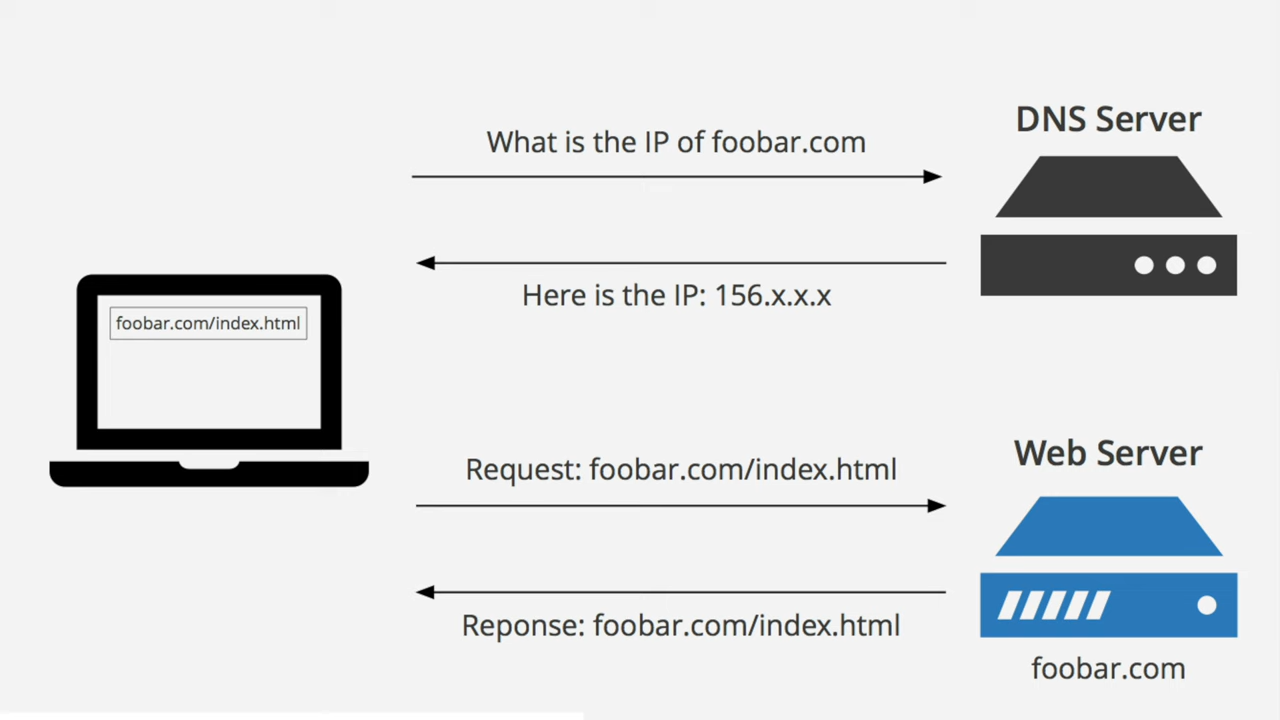 DNS Server
What is the IP of foobar.com
Here is the IP: 156.x.x.x
foobar.com/index.html
Web Server
Request: foobar.com/index.html
Reponse: foobar.com/index.html
foobar.com